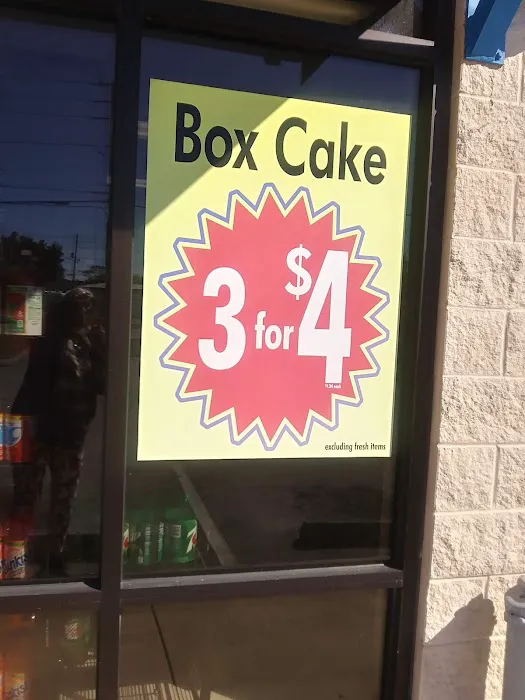 Box Cake
3 for $4
excluding fresh items